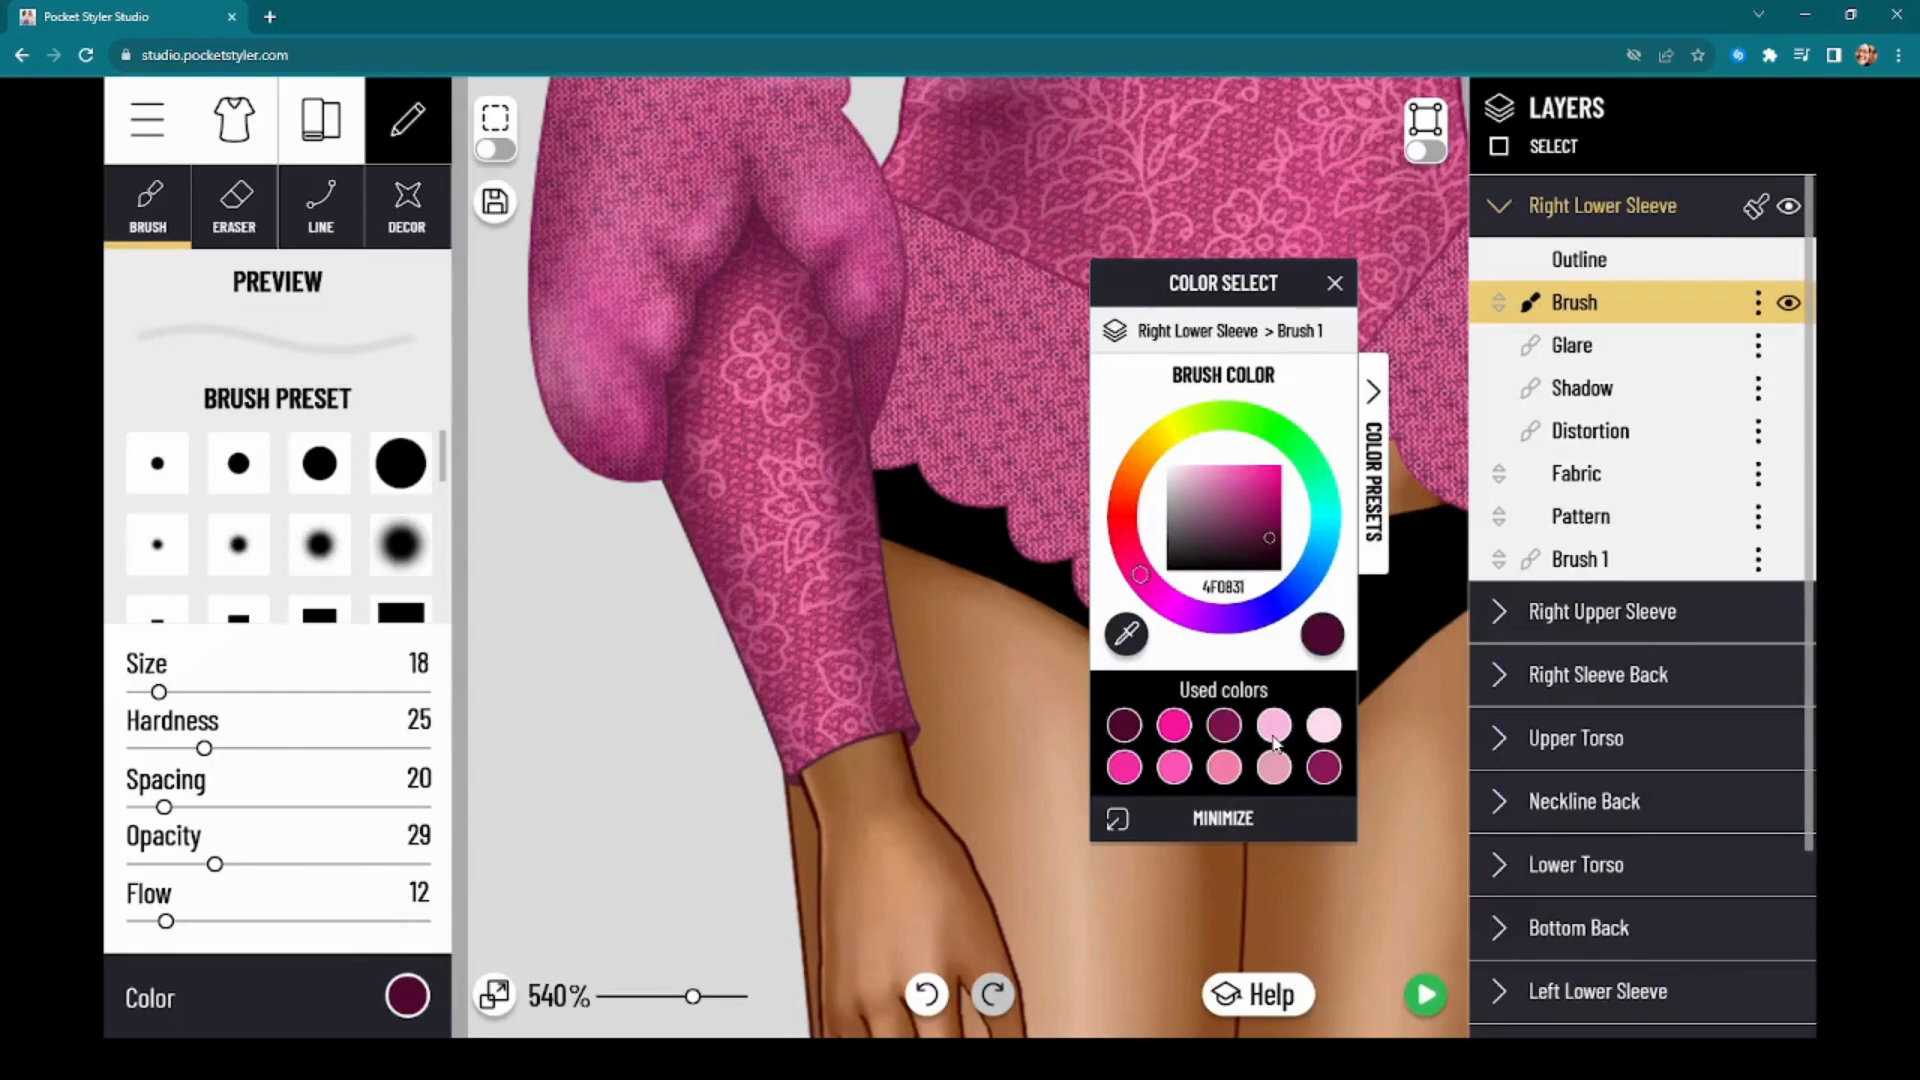 Pocket Styler Studio
studio.pocketstyler.com
BRUSH
ERASER
LINE
DECOR
PREVIEW
BRUSH PRESET
Size 18
Hardness 25
Spacing 20
Opacity 29
Flow 12
Color
540%
Help
COLOR SELECT
Right Lower Sleeve > Brush 1
BRUSH COLOR
4F0831
COLOR PRESETS
Used colors
MINIMIZE
LAYERS
SELECT
Right Lower Sleeve
Outline
Brush
Glare
Shadow
Distortion
Fabric
Pattern
Brush 1
Right Upper Sleeve
Right Sleeve Back
Upper Torso
Neckline Back
Lower Torso
Bottom Back
Left Lower Sleeve